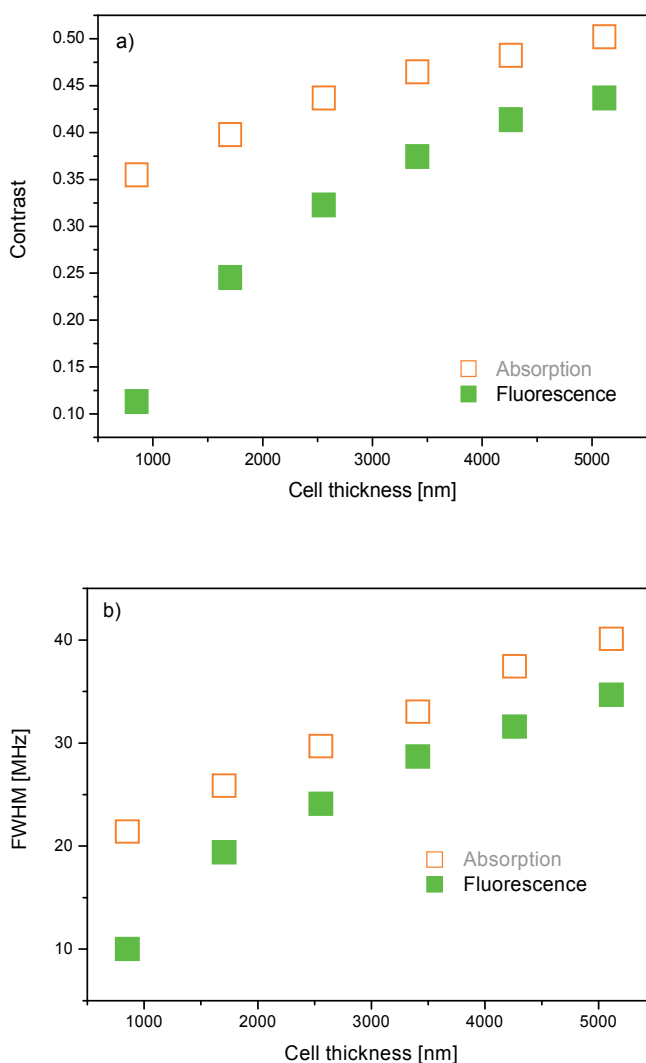 a)
0.50
0.45
0.40
0.35
0.30
0.25
0.20
0.15
0.10
Contrast
Absorption
Fluorescence
1000 2000 3000 4000 5000
Cell thickness [nm]
b)
40
30
20
10
FWHM [MHz]
Absorption
Fluorescence
1000 2000 3000 4000 5000
Cell thickness [nm]